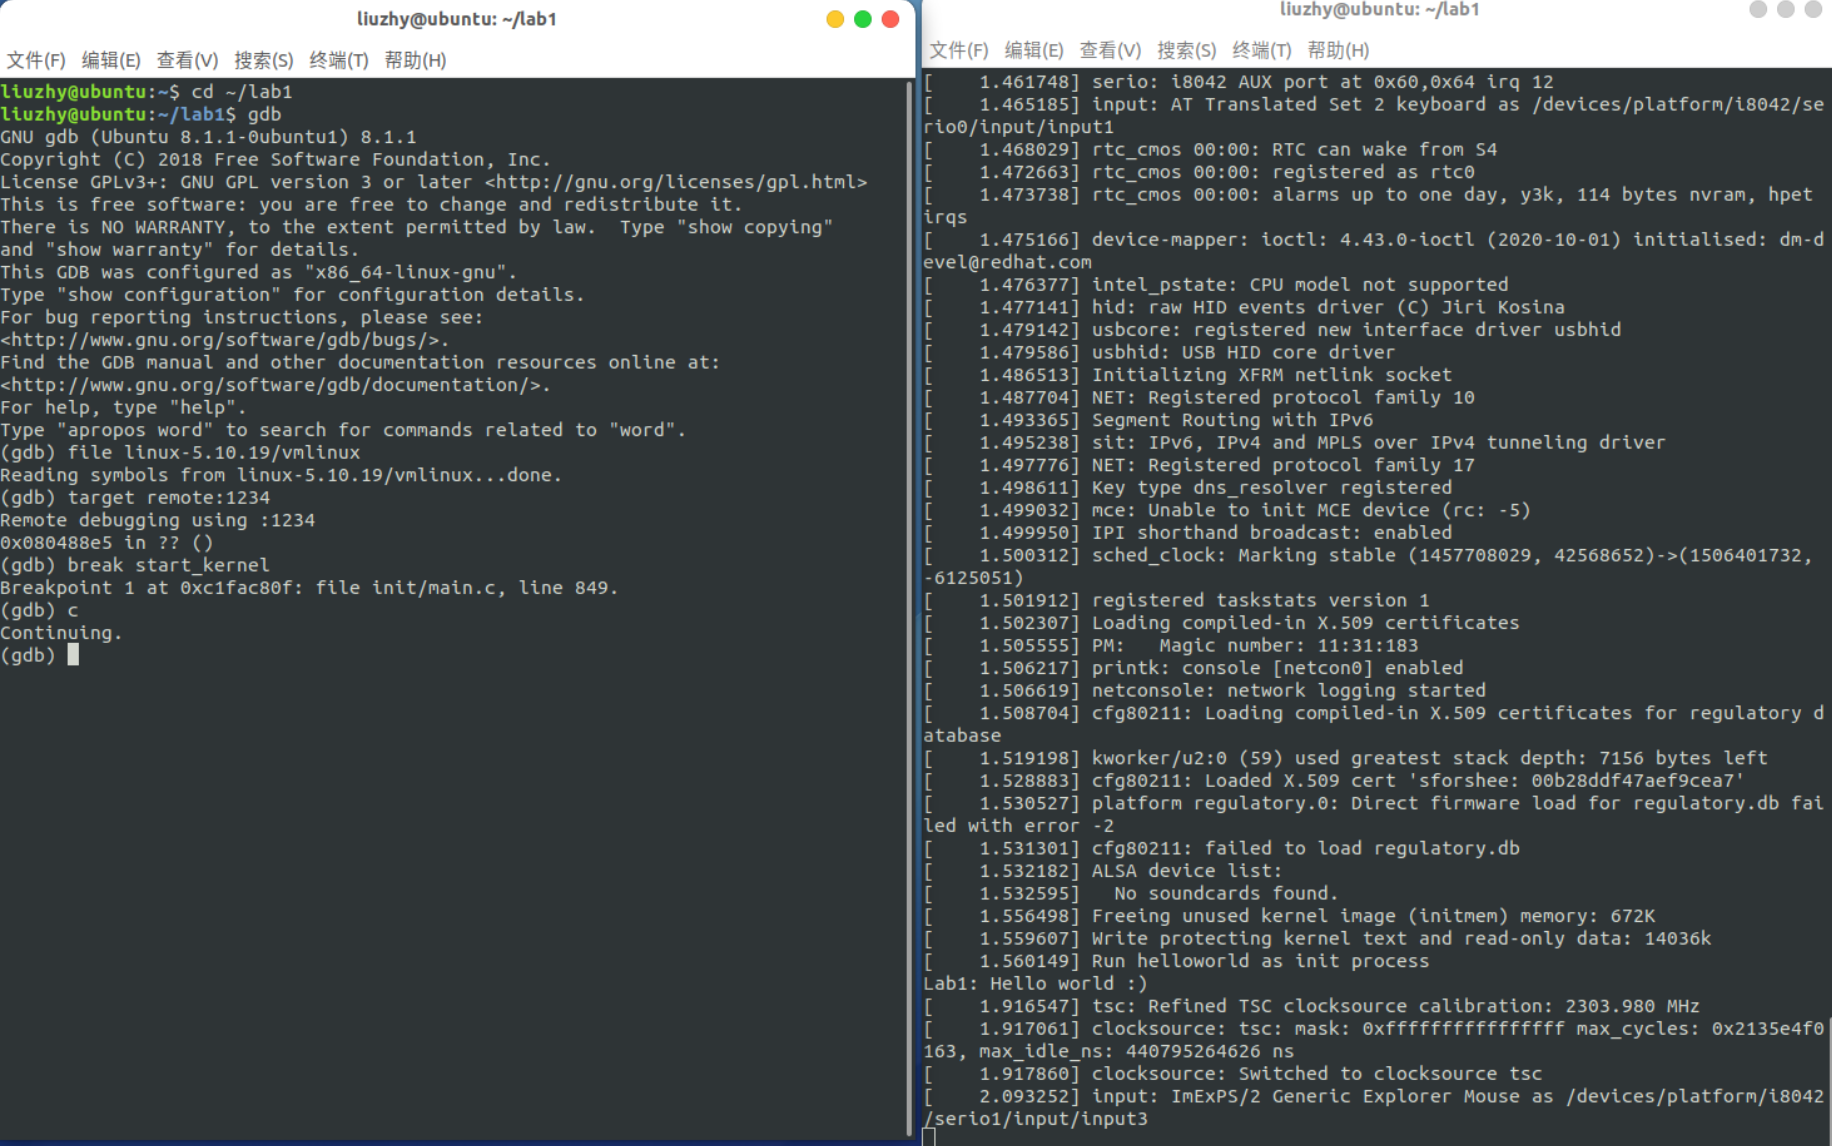 liuzhy@ubuntu: ~/lab1
文件(F) 编辑(E) 查看(V) 搜索(S) 终端(T) 帮助(H)
liuzhy@ubuntu:~$ cd ~/lab1
liuzhy@ubuntu:~/lab1$ gdb
GNU gdb (Ubuntu 8.1.1-0ubuntu1) 8.1.1
Copyright (C) 2018 Free Software Foundation, Inc.
License GPLv3+: GNU GPL version 3 or later <http://gnu.org/licenses/gpl.html>
This is free software: you are free to change and redistribute it.
There is NO WARRANTY, to the extent permitted by law.  Type "show copying"
and "show warranty" for details.
This GDB was configured as "x86_64-linux-gnu".
Type "show configuration" for configuration details.
For bug reporting instructions, please see:
<http://www.gnu.org/software/gdb/bugs/>.
Find the GDB manual and other documentation resources online at:
<http://www.gnu.org/software/gdb/documentation/>.
For help, type "help".
Type "apropos word" to search for commands related to "word".
(gdb) file linux-5.10.19/vmlinux
Reading symbols from linux-5.10.19/vmlinux...done.
(gdb) target remote:1234
Remote debugging using :1234
0x080488e5 in ?? ()
(gdb) break start_kernel
Breakpoint 1 at 0xc1fac80f: file init/main.c, line 849.
(gdb) c
Continuing.
(gdb)
liuzhy@ubuntu: ~/lab1
文件(F) 编辑(E) 查看(V) 搜索(S) 终端(T) 帮助(H)
[    1.461748] serio: i8042 AUX port at 0x60,0x64 irq 12
[    1.465185] input: AT Translated Set 2 keyboard as /devices/platform/i8042/se
rio0/input/input1
[    1.468029] rtc_cmos 00:00: RTC can wake from S4
[    1.472663] rtc_cmos 00:00: registered as rtc0
[    1.473738] rtc_cmos 00:00: alarms up to one day, y3k, 114 bytes nvram, hpet
irqs
[    1.475166] device-mapper: ioctl: 4.43.0-ioctl (2020-10-01) initialised: dm-d
evel@redhat.com
[    1.476377] intel_pstate: CPU model not supported
[    1.477141] hid: raw HID events driver (C) Jiri Kosina
[    1.479142] usbcore: registered new interface driver usbhid
[    1.479586] usbhid: USB HID core driver
[    1.486513] Initializing XFRM netlink socket
[    1.487704] NET: Registered protocol family 10
[    1.493365] Segment Routing with IPv6
[    1.495238] sit: IPv6, IPv4 and MPLS over IPv4 tunneling driver
[    1.497776] NET: Registered protocol family 17
[    1.498611] Key type dns_resolver registered
[    1.499032] mce: Unable to init MCE device (rc: -5)
[    1.499950] IPI shorthand broadcast: enabled
[    1.500312] sched_clock: Marking stable (1457708029, 42568652)->(1506401732,
-6125051)
[    1.501912] registered taskstats version 1
[    1.502307] Loading compiled-in X.509 certificates
[    1.505555] PM:   Magic number: 11:31:183
[    1.506217] printk: console [netcon0] enabled
[    1.506619] netconsole: network logging started
[    1.508704] cfg80211: Loading compiled-in X.509 certificates for regulatory d
atabase
[    1.519198] kworker/u2:0 (59) used greatest stack depth: 7156 bytes left
[    1.528883] cfg80211: Loaded X.509 cert 'sforshee: 00b28ddf47aef9cea7'
[    1.530527] platform regulatory.0: Direct firmware load for regulatory.db fai
led with error -2
[    1.531301] cfg80211: failed to load regulatory.db
[    1.532182] ALSA device list:
[    1.532595]   No soundcards found.
[    1.556498] Freeing unused kernel image (initmem) memory: 672K
[    1.559607] Write protecting kernel text and read-only data: 14036k
[    1.560149] Run helloworld as init process
Lab1: Hello world :)
[    1.916547] tsc: Refined TSC clocksource calibration: 2303.980 MHz
[    1.917061] clocksource: tsc: mask: 0xffffffffffffffff max_cycles: 0x2135e4f0
163, max_idle_ns: 440795264626 ns
[    1.917860] clocksource: Switched to clocksource tsc
[    2.093252] input: ImExPS/2 Generic Explorer Mouse as /devices/platform/i8042
/serio1/input/input3